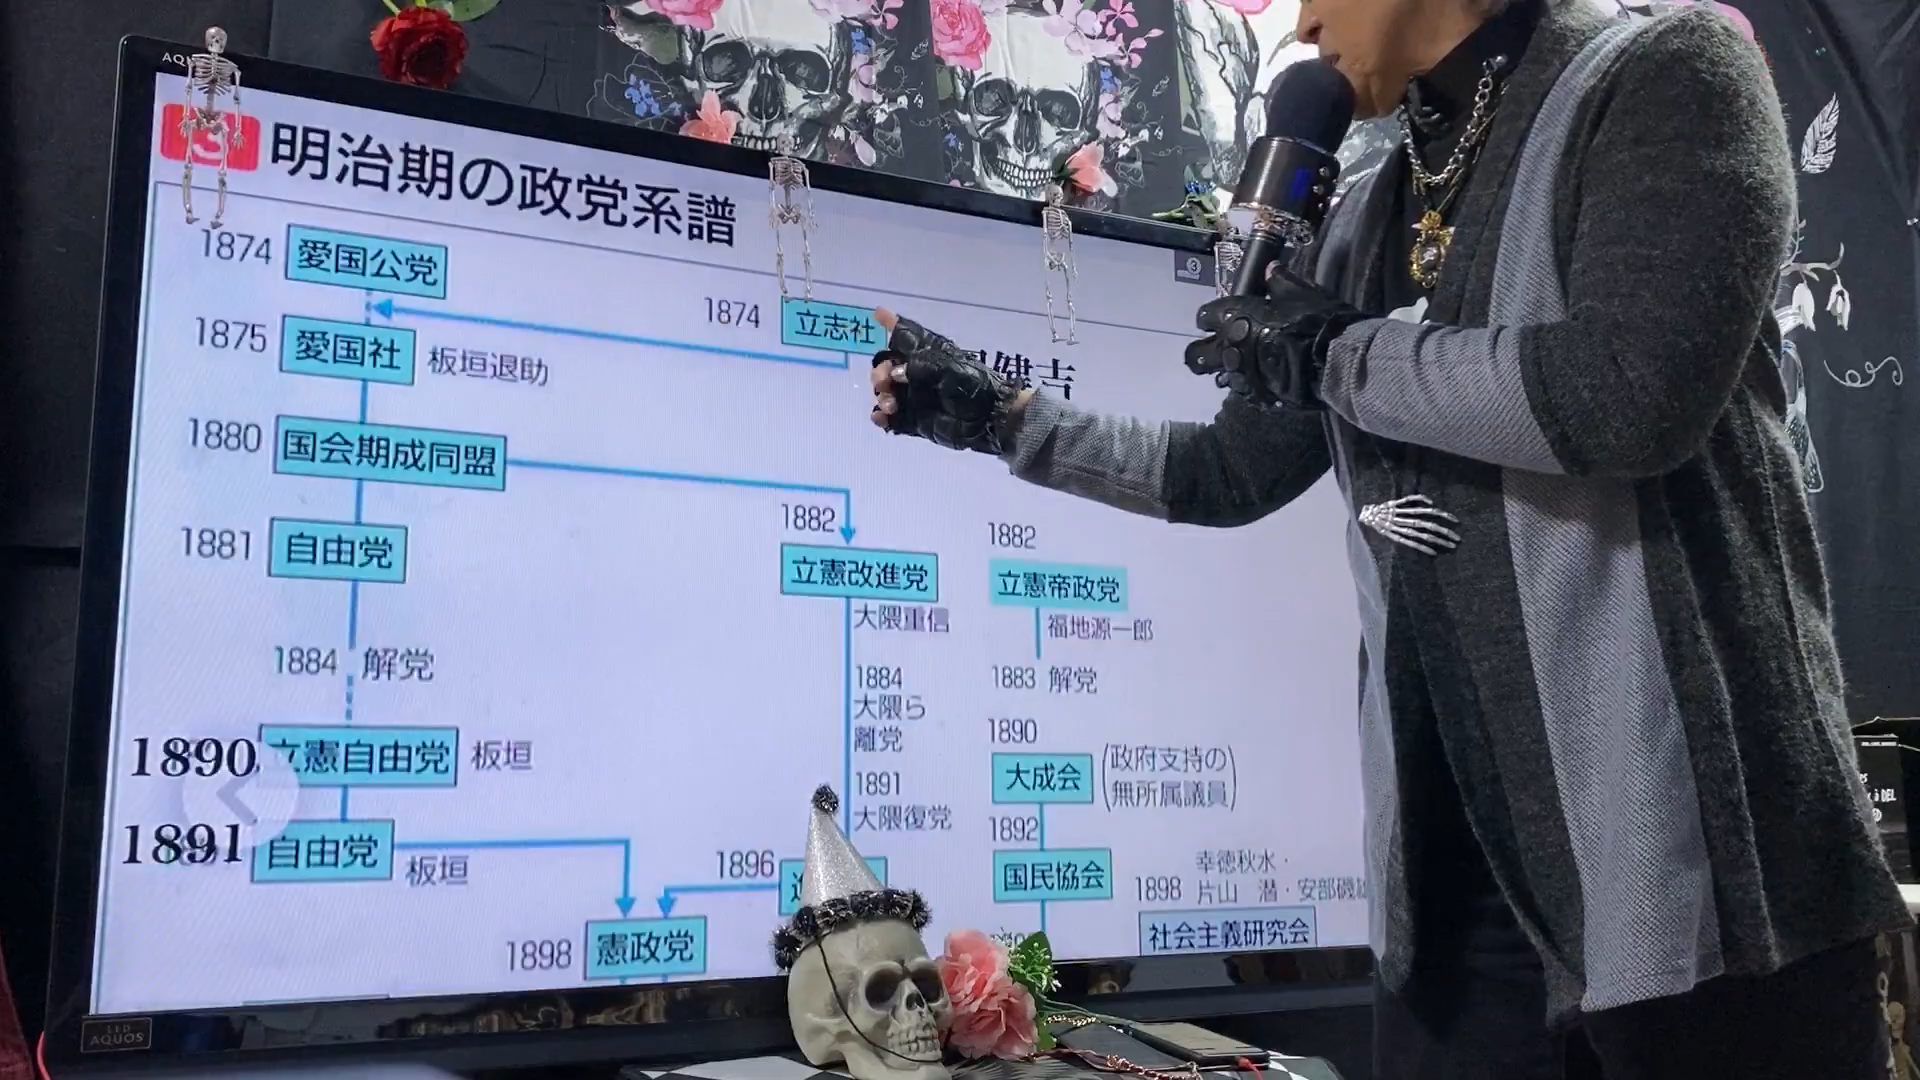 3 明治期の政党系譜
1874 愛国公党
1874 立志社
健吉
1875 愛国社 板垣退助
1880 国会期成同盟
1881 自由党
1882
立憲改進党
大隈重信
1882
立憲帝政党
福地源一郎
1883 解党
1884 解党
1884
大隈ら
離党
1890 立憲自由党 板垣
1891
大隈復党
1890
大成会 (政府支持の
無所属議員)
1891 自由党 板垣
1892
国民協会
1896 進
1898 幸徳秋水・
片山 潜・安部磯雄
社会主義研究会
1898 憲政党
LED
AQUOS